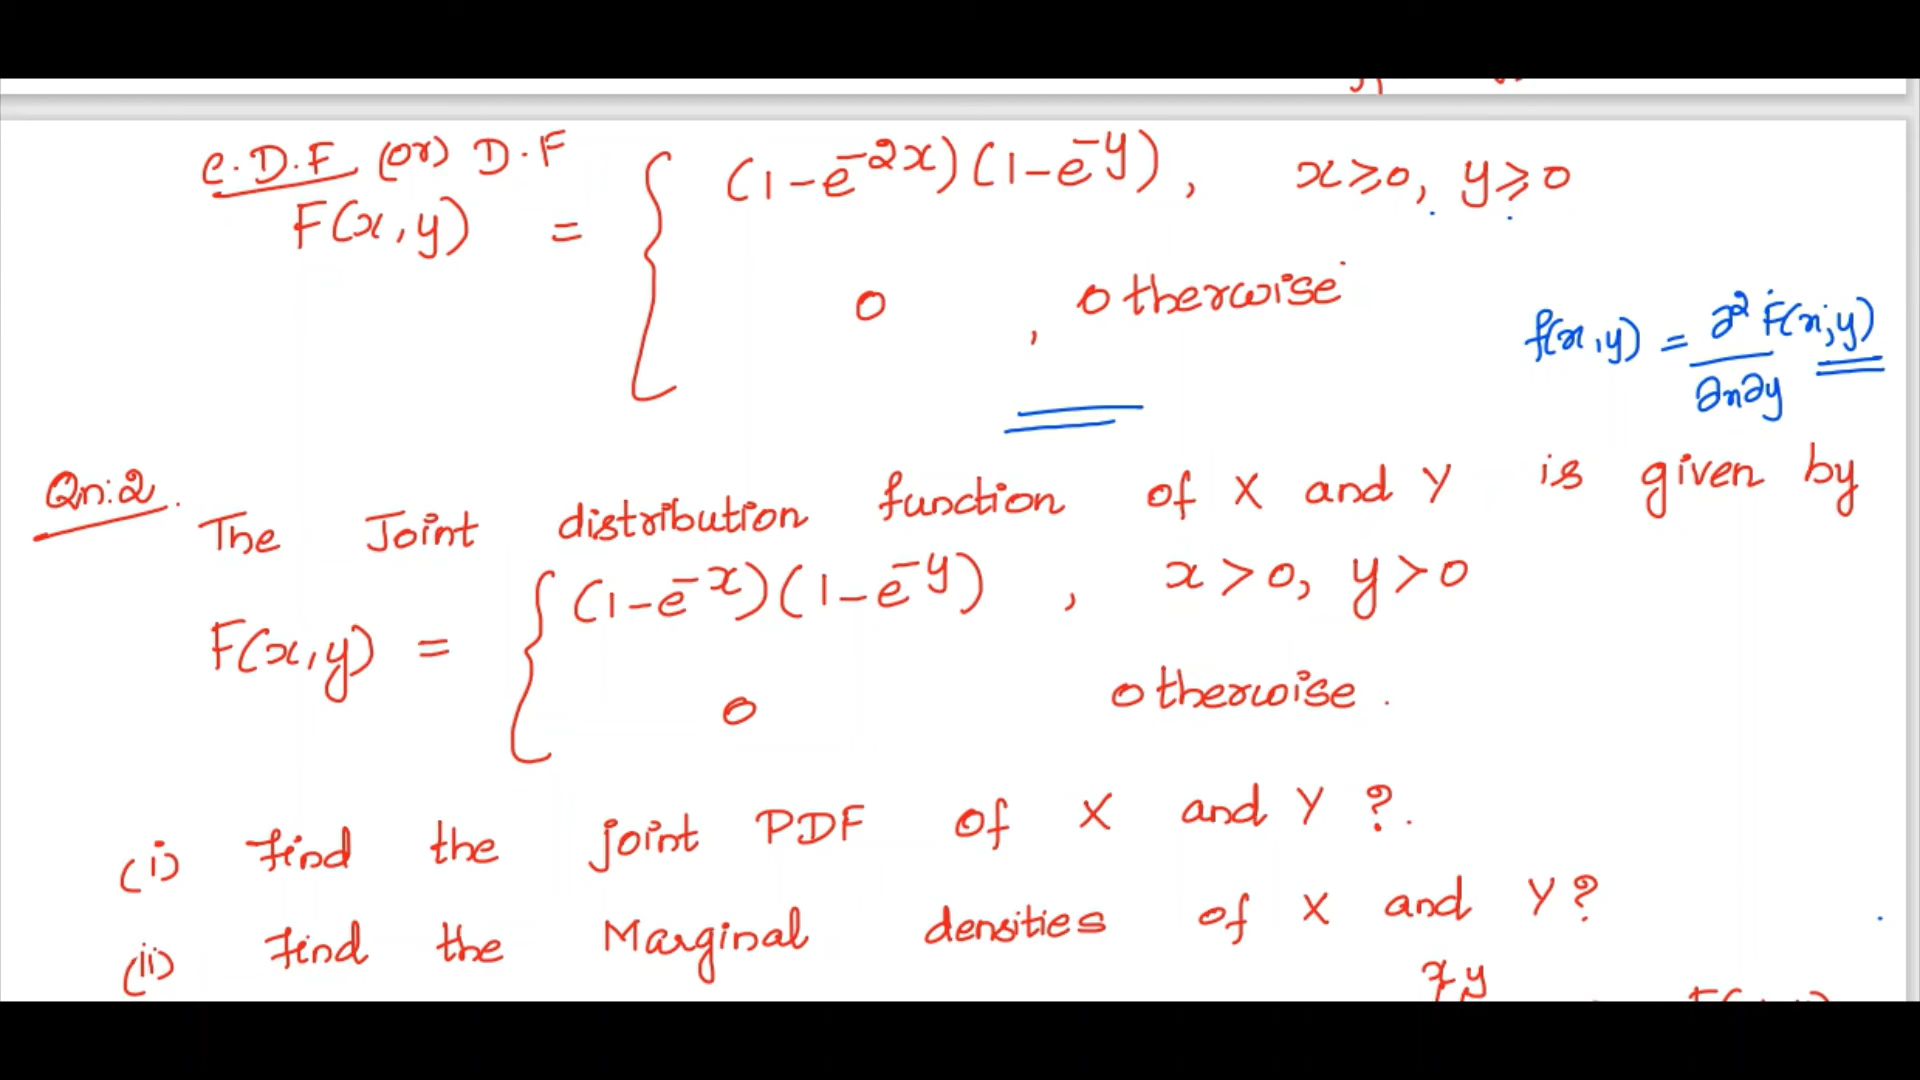 C.D.F (or) D.F
F(x,y) = { (1-e^-2x)(1-e^-y), x≥0, y≥0
0 , otherwise
f(x,y) = ∂² F(x,y) / ∂x∂y
Qn:2. The Joint distribution function of X and Y is given by
F(x,y) = { (1-e^-x)(1-e^-y) , x>0, y>0
0 otherwise.
(i) find the joint PDF of X and Y ?.
(ii) find the Marginal densities of X and Y?